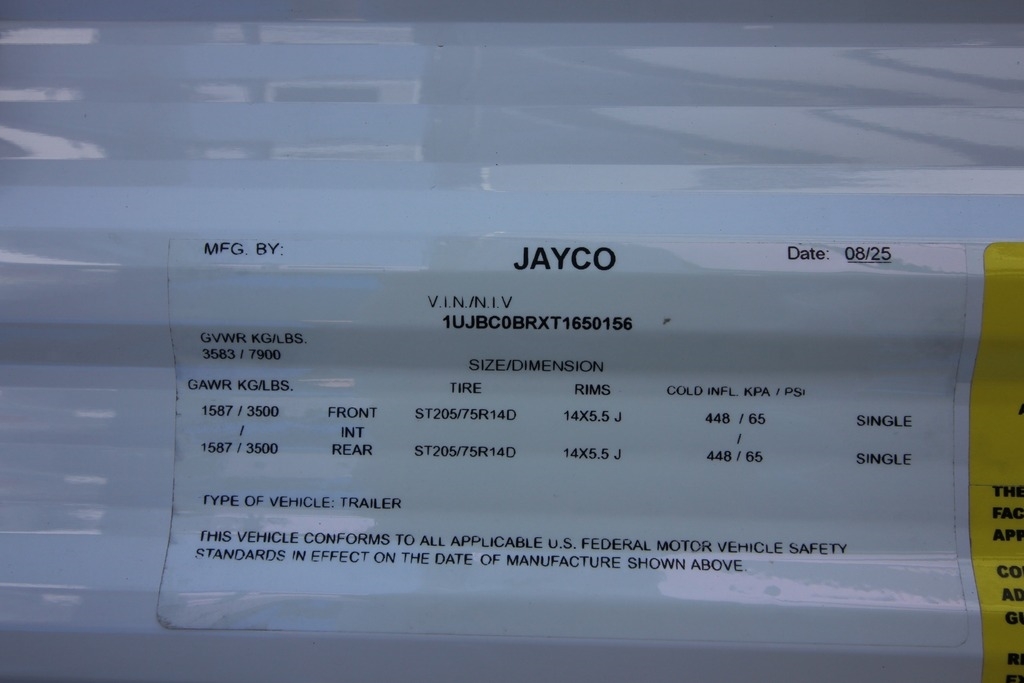 MFG. BY: JAYCO Date: 08/25
V.I.N./N.I.V
1UJBC0BRXT1650156
GVWR KG/LBS.
3583 / 7900
SIZE/DIMENSION
GAWR KG/LBS. TIRE RIMS COLD INFL. KPA / PSI
1587 / 3500 FRONT ST205/75R14D 14X5.5 J 448 / 65 SINGLE
/ INT /
1587 / 3500 REAR ST205/75R14D 14X5.5 J 448 / 65 SINGLE
TYPE OF VEHICLE: TRAILER
THIS VEHICLE CONFORMS TO ALL APPLICABLE U.S. FEDERAL MOTOR VEHICLE SAFETY
STANDARDS IN EFFECT ON THE DATE OF MANUFACTURE SHOWN ABOVE.
THE
FAC
APP
CO
AD
GU
RE